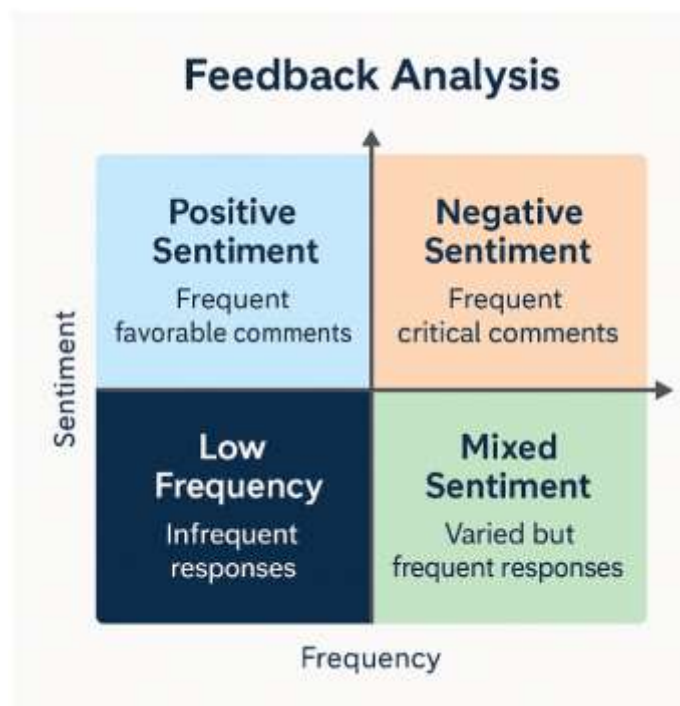 Feedback Analysis
Positive
Sentiment
Frequent
favorable comments
Negative
Sentiment
Frequent
critical comments
Sentiment
Low
Frequency
Infrequent
responses
Mixed
Sentiment
Varied but
frequent responses
Frequency